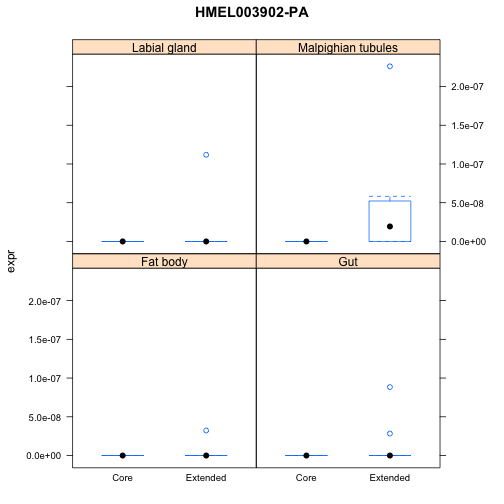 HMEL003902-PA
Labial gland
Malpighian tubules
2.0e-07
1.5e-07
1.0e-07
5.0e-08
0.0e+00
expr
Fat body
Gut
2.0e-07
1.5e-07
1.0e-07
5.0e-08
0.0e+00
Core
Extended
Core
Extended